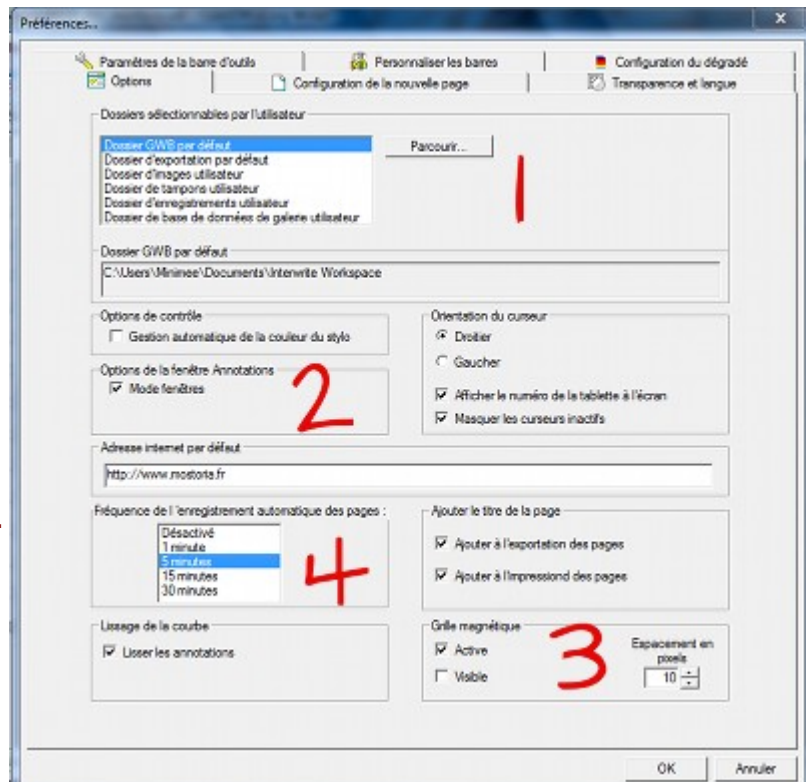 Préférences...
X
Paramètres de la barre d'outils
Personnaliser les barres
Configuration du dégradé
Options
Configuration de la nouvelle page
Transparence et langue
Dossiers sélectionnables par l'utilisateur
Dossier GWB par défaut
Parcourir...
Dossier d'exportation par défaut
Dossier d'images utilisateur
Dossier de tampons utilisateur
Dossier d'enregistrements utilisateur
Dossier de base de données de galerie utilisateur
1
Dossier GWB par défaut
C:\Users\Minimee\Documents\Interwrite Workspace
Options de contrôle
Gestion automatique de la couleur du stylo
Options de la fenêtre Annotations
Mode fenêtres
2
Orientation du curseur
Droitier
Gaucher
Afficher le numéro de la tablette à l'écran
Masquer les curseurs inactifs
Adresse internet par défaut
http://www.mostoria.fr
Fréquence de l 'enregistrement automatique des pages :
Désactivé
1 minute
5 minutes
15 minutes
30 minutes
4
Ajouter le titre de la page
Ajouter à l'exportation des pages
Ajouter à l'impressiond des pages
Lissage de la courbe
Lisser les annotations
Grille magnétique
Active
Visible
3
Espacement en
pixels
10
OK
Annuler